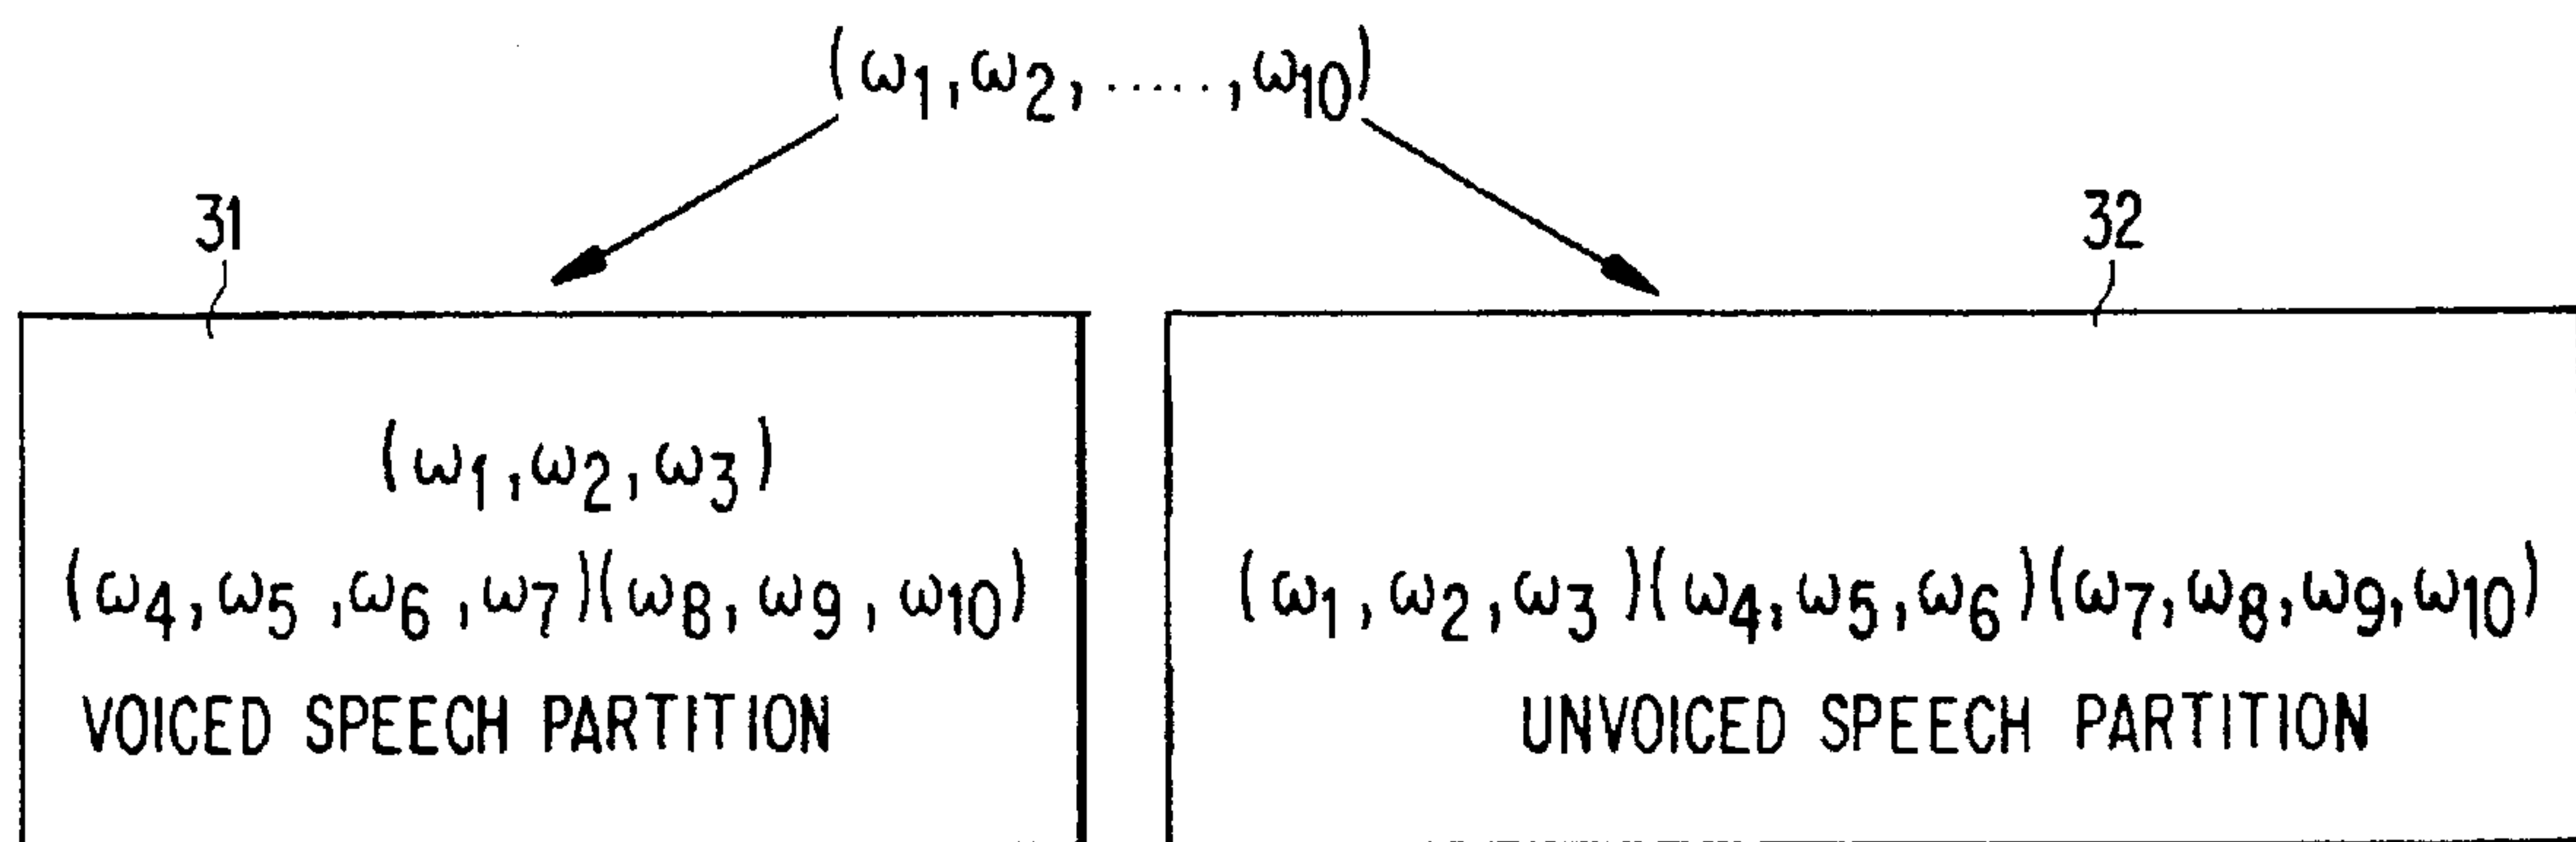 (ω1,ω2, ..... ,ω10)
31
32
(ω1,ω2,ω3)
(ω4,ω5,ω6,ω7)(ω8,ω9,ω10)
VOICED SPEECH PARTITION
(ω1,ω2,ω3)(ω4,ω5,ω6)(ω7,ω8,ω9,ω10)
UNVOICED SPEECH PARTITION